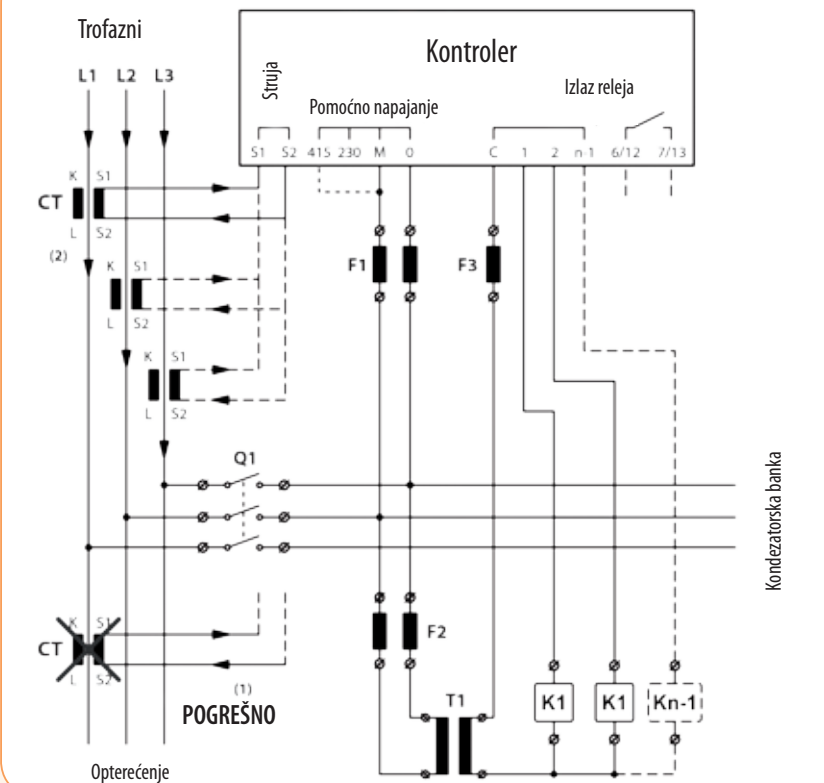 Trofazni
Kontroler
L1 L2 L3
Struja
Pomoćno napajanje
Izlaz releja
S1 S2 415 230 M 0 C 1 2 n-1 6/12 7/13
K S1
CT
L S2
(2)
K S1
L S2
K S1
L S2
F1
F3
Q1
Kondezatorska banka
K S1
CT
L S2
(1)
POGREŠNO
F2
T1
K1
K1
Kn-1
Opterećenje